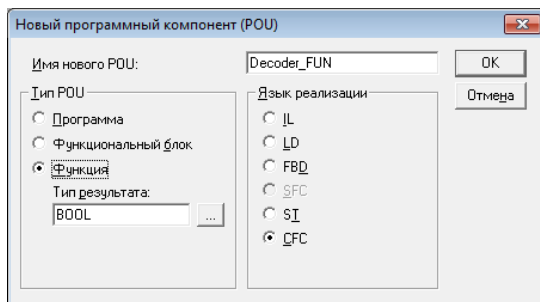 Новый программный компонент (POU)
Имя нового POU: Decoder_FUN OK
Тип POU Язык реализации Отмена
Программа IL
Функциональный блок LD
Функция FBD
Тип результата: SFC
BOOL ... ST
CFC